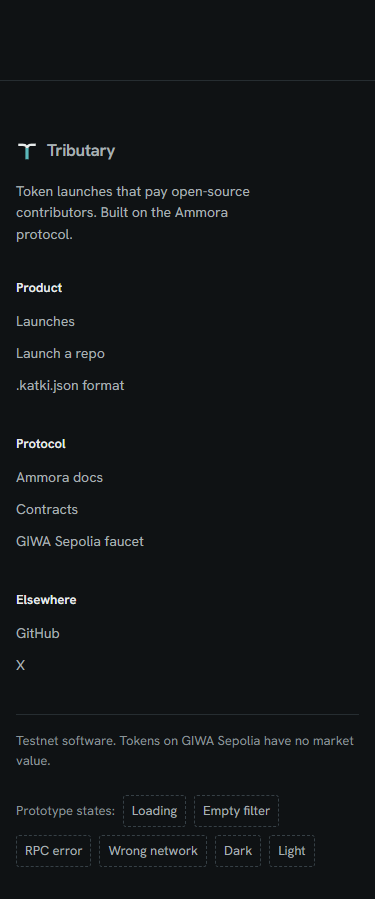 Tributary
Token launches that pay open-source
contributors. Built on the Ammora
protocol.
Product
Launches
Launch a repo
.katki.json format
Protocol
Ammora docs
Contracts
GIWA Sepolia faucet
Elsewhere
GitHub
X
Testnet software. Tokens on GIWA Sepolia have no market
value.
Prototype states: Loading Empty filter
RPC error Wrong network Dark Light